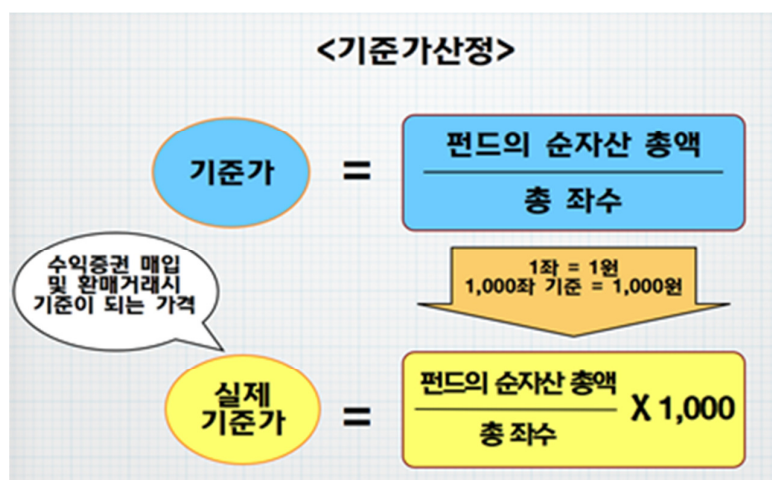 <기준가산정>
기준가
=
펀드의 순자산 총액
총 좌수
수익증권 매입
및 환매거래시
기준이 되는 가격
1좌 = 1원
1,000좌 기준 = 1,000원
실제
기준가
=
펀드의 순자산 총액
총 좌수
X 1,000